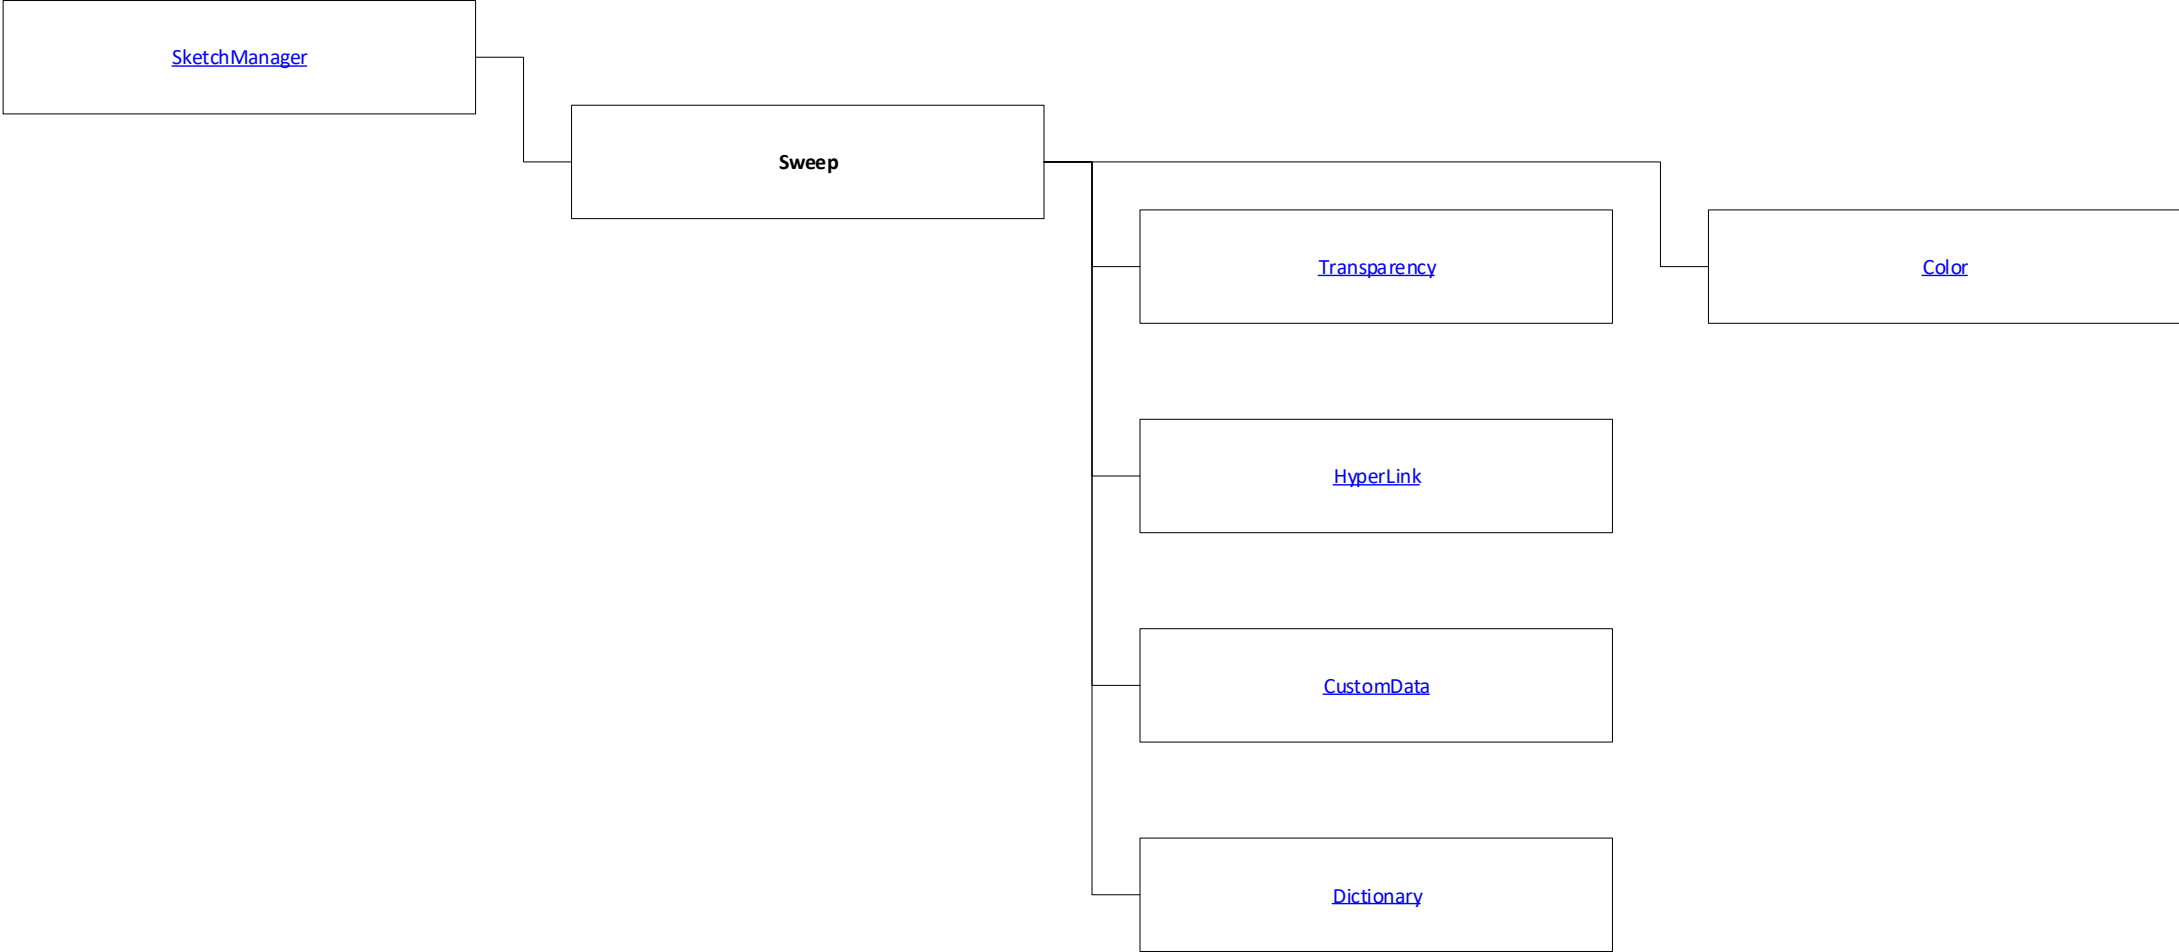 SketchManager
Sweep
Transparency
Color
HyperLink
CustomData
Dictionary